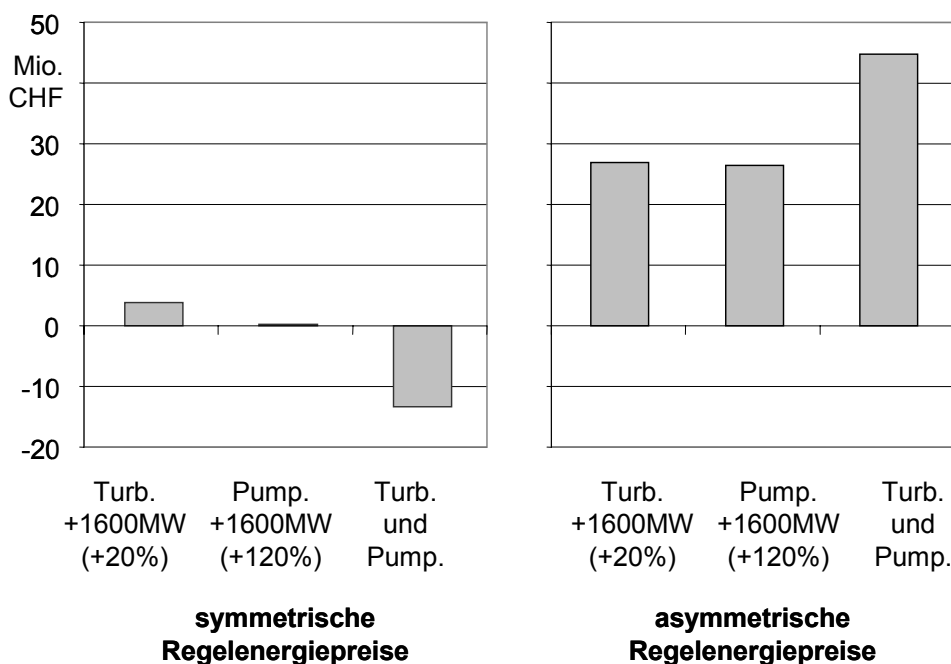 50
Mio.
CHF
30
20
10
0
-10
-20
Turb.
+1600MW
(+20%)
Pump.
+1600MW
(+120%)
Turb.
und
Pump.
symmetrische
Regelenergiepreise
Turb.
+1600MW
(+20%)
Pump.
+1600MW
(+120%)
Turb.
und
Pump.
asymmetrische
Regelenergiepreise